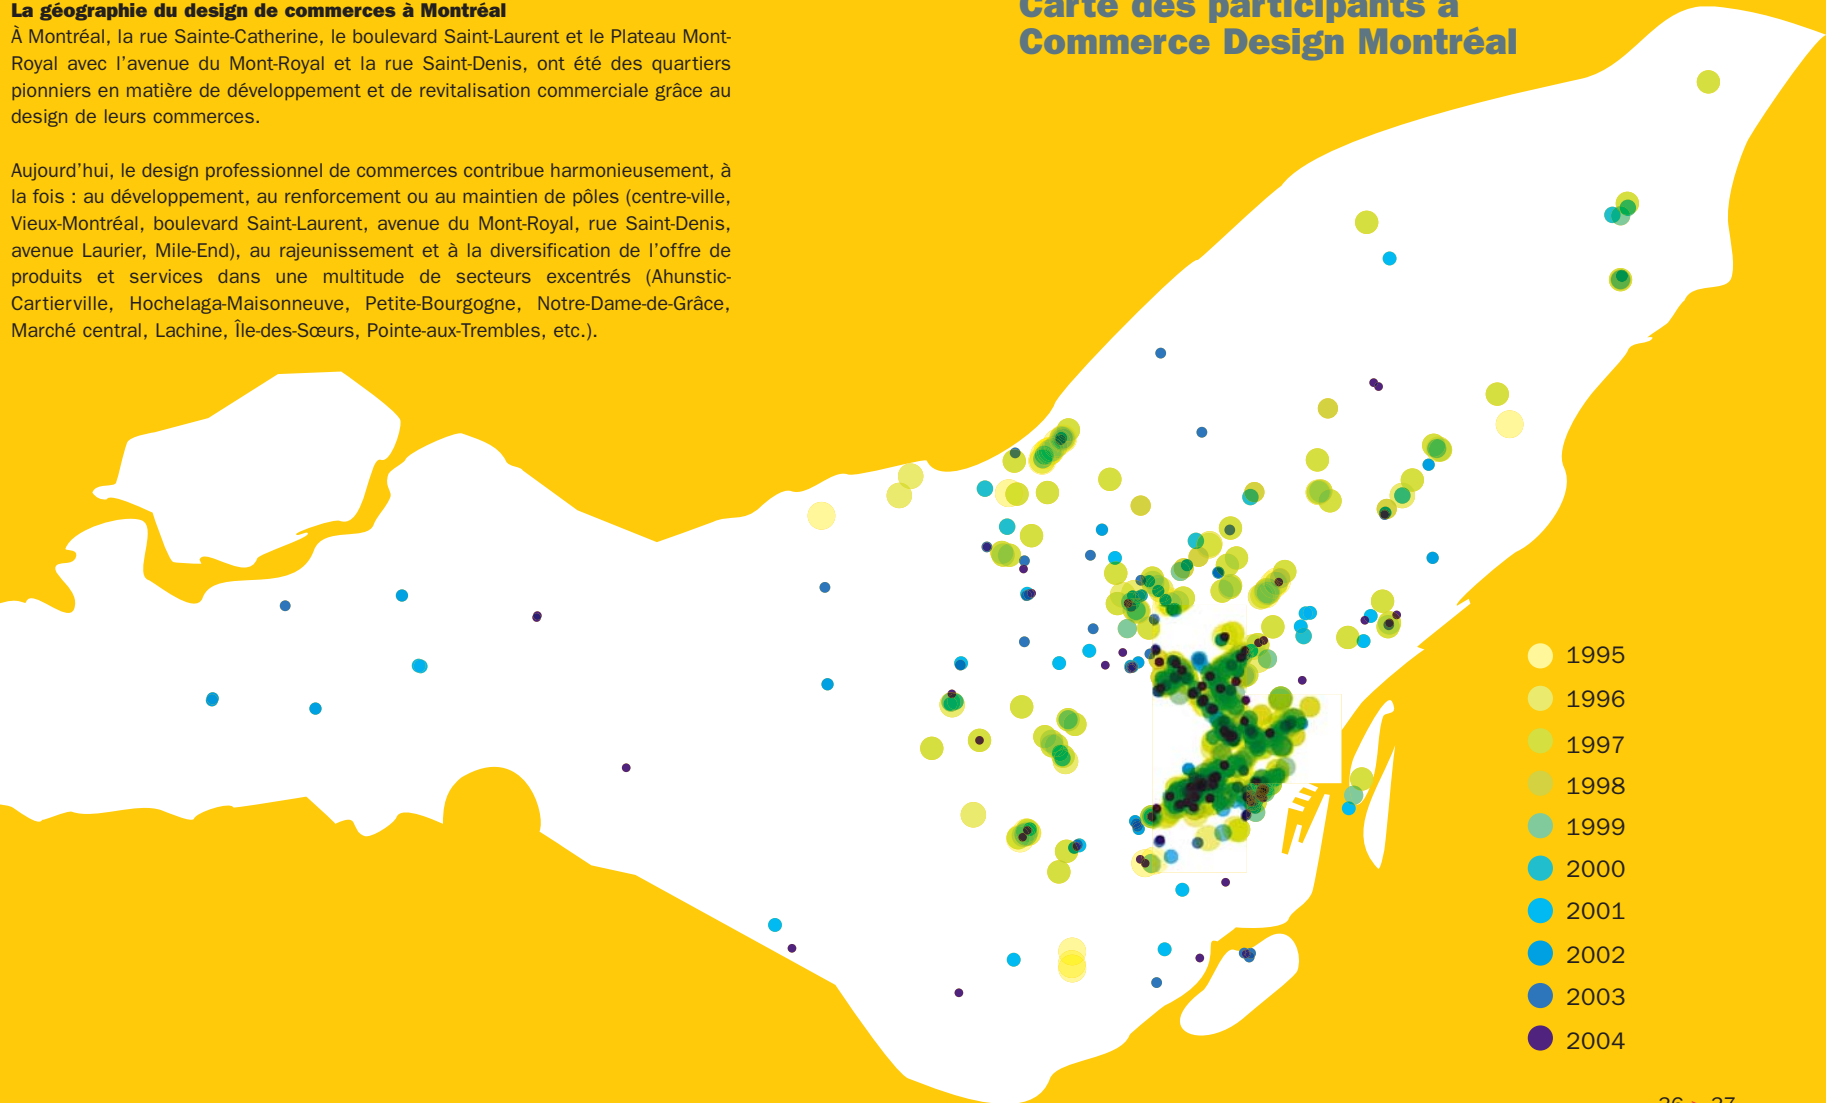 La géographie du design de commerces à Montréal
À Montréal, la rue Sainte-Catherine, le boulevard Saint-Laurent et le Plateau Mont-
Royal avec l'avenue du Mont-Royal et la rue Saint-Denis, ont été des quartiers
pionniers en matière de développement et de revitalisation commerciale grâce au
design de leurs commerces.
Aujourd'hui, le design professionnel de commerces contribue harmonieusement, à
la fois : au développement, au renforcement ou au maintien de pôles (centre-ville,
Vieux-Montréal, boulevard Saint-Laurent, avenue du Mont-Royal, rue Saint-Denis,
avenue Laurier, Mile-End), au rajeunissement et à la diversification de l'offre de
produits et services dans une multitude de secteurs excentrés (Ahunstic-
Cartierville, Hochelaga-Maisonneuve, Petite-Bourgogne, Notre-Dame-de-Grâce,
Marché central, Lachine, Île-des-Sœurs, Pointe-aux-Trembles, etc.).
Carte des participants à
Commerce Design Montréal
1995
1996
1997
1998
1999
2000
2001
2002
2003
2004